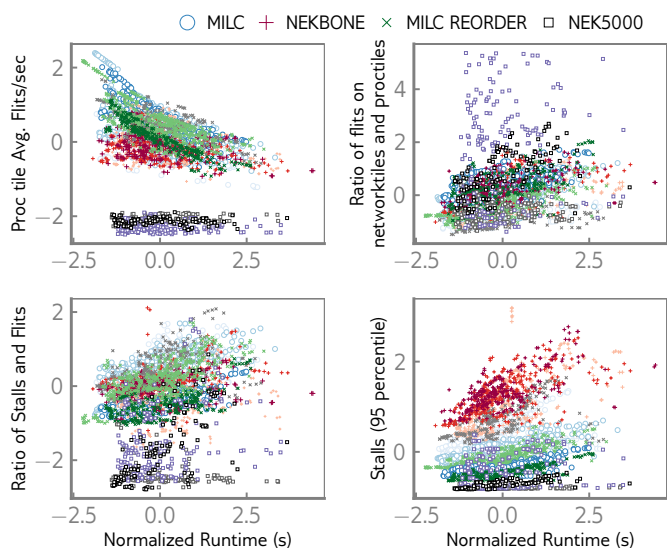 MILC NEKBONE MILC REORDER NEK5000
Proc tile Avg. Flits/sec
2
0
−2
−2.5 0.0 2.5
Ratio of flits on
networktiles and proctiles
4
2
0
−2.5 0.0 2.5
Ratio of Stalls and Flits
2
0
−2
−2.5 0.0 2.5
Normalized Runtime (s)
Stalls (95 percentile)
2
0
−2.5 0.0 2.5
Normalized Runtime (s)